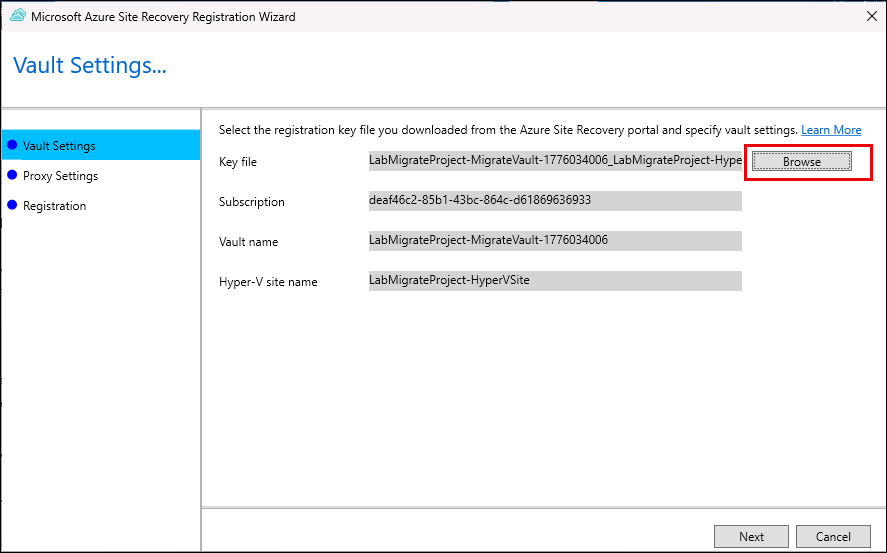 Microsoft Azure Site Recovery Registration Wizard
Vault Settings...
Vault Settings
Proxy Settings
Registration
Select the registration key file you downloaded from the Azure Site Recovery portal and specify vault settings. Learn More
Key file LabMigrateProject-MigrateVault-1776034006_LabMigrateProject-Hype Browse
Subscription deaf46c2-85b1-43bc-864c-d61869636933
Vault name LabMigrateProject-MigrateVault-1776034006
Hyper-V site name LabMigrateProject-HyperVSite
Next Cancel